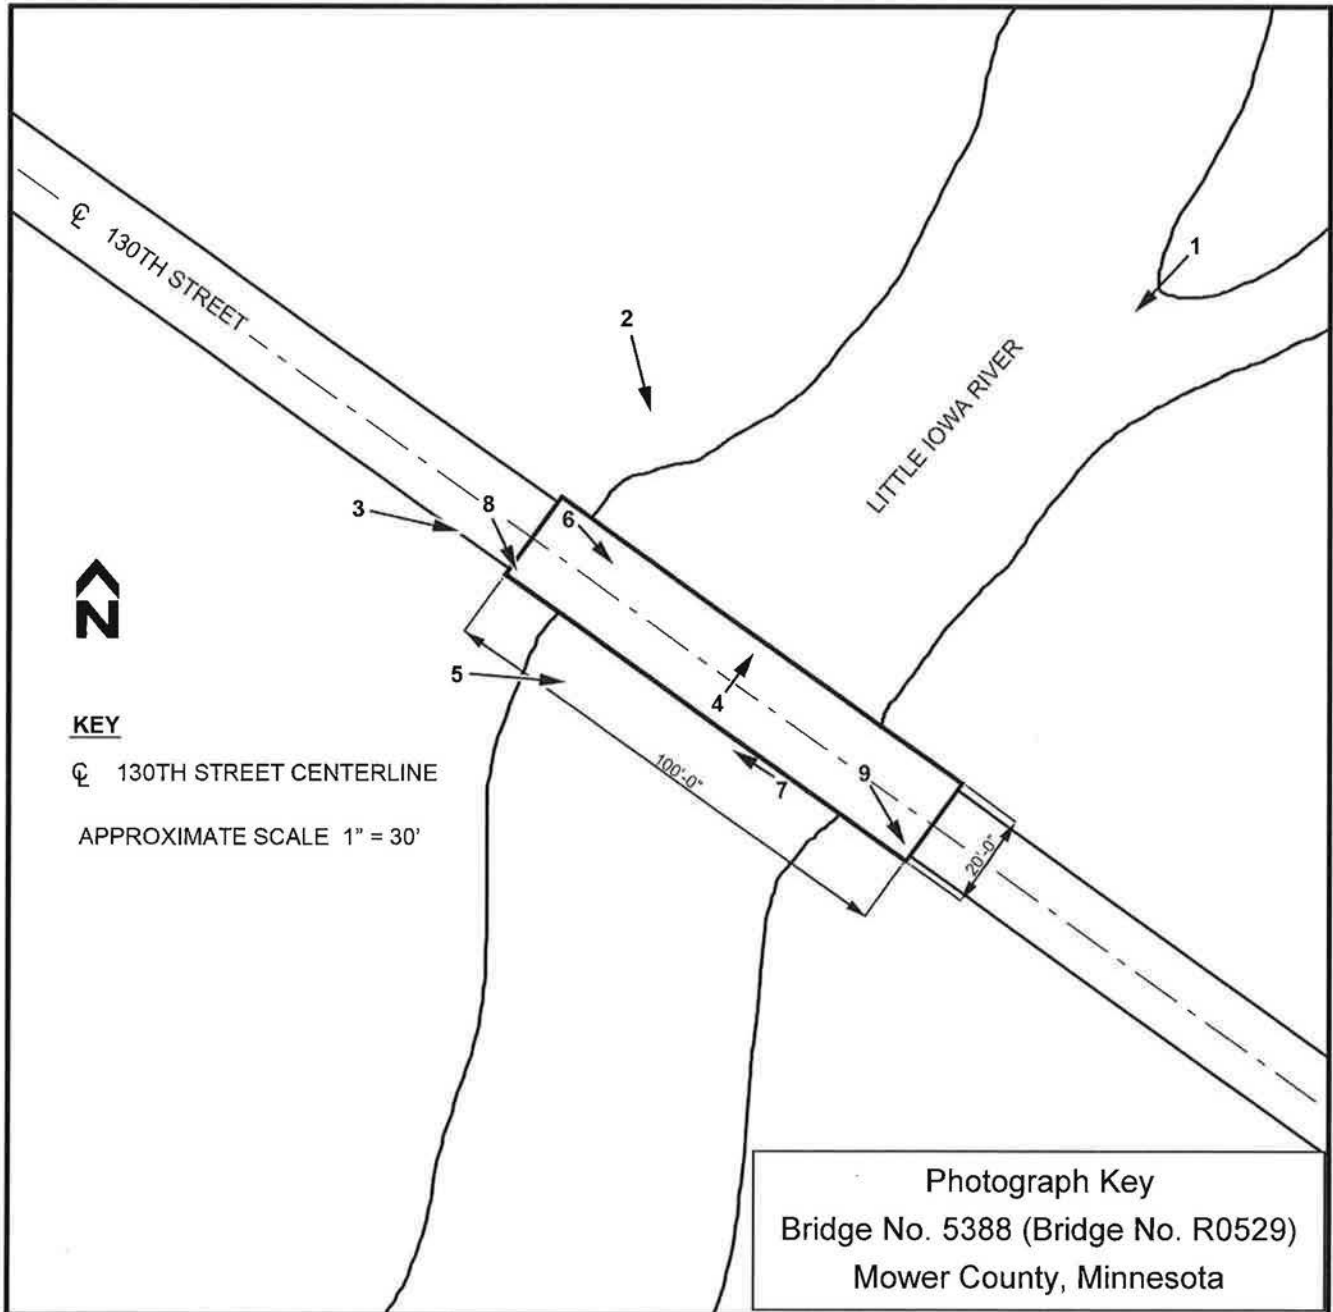 ℄ 130TH STREET
1
2
LITTLE IOWA RIVER
3
8
6
N
5
4
KEY
℄ 130TH STREET CENTERLINE
100'-0"
7
9
APPROXIMATE SCALE 1" = 30'
20'-0"
Photograph Key
Bridge No. 5388 (Bridge No. R0529)
Mower County, Minnesota